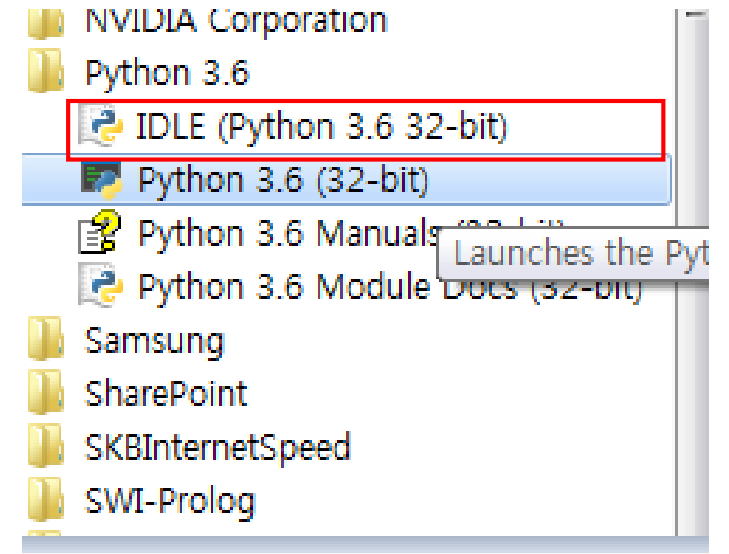 NVIDIA Corporation
Python 3.6
IDLE (Python 3.6 32-bit)
Python 3.6 (32-bit)
Python 3.6 Manuals
Launches the Pyt
Python 3.6 Module Docs (32-bit)
Samsung
SharePoint
SKBInternetSpeed
SWI-Prolog